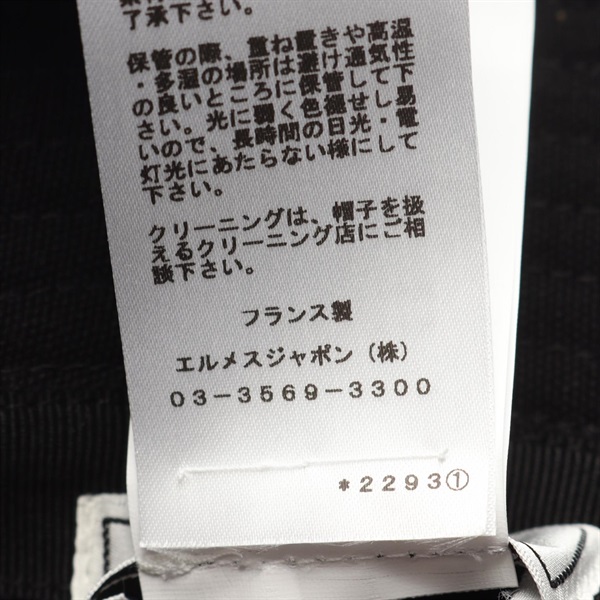 了承下さい。
保管の際、重ね置きや高温
・多湿のところは避け通気性
の良い場所に保管して下
さい。光に弱く色褪せし易
いので、長時間の日光・電
灯光にあたらない様にして
下さい。
クリーニングは、帽子を扱
えるクリーニング店にご相
談下さい。
フランス製
エルメスジャポン（株）
03-3569-3300
*2293①